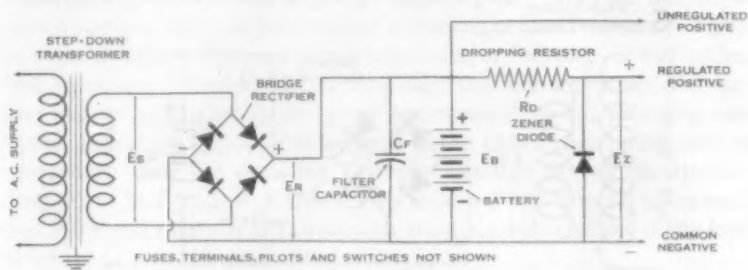 UNREGULATED
POSITIVE
STEP-DOWN
TRANSFORMER
DROPPING RESISTOR
BRIDGE
RECTIFIER
+
REGULATED
POSITIVE
RD
ZENER
DIODE
TO A.C. SUPPLY
ES
-
+
CF
+
EB
EZ
ER
FILTER
CAPACITOR
BATTERY
-
-
COMMON
NEGATIVE
FUSES, TERMINALS, PILOTS AND SWITCHES NOT SHOWN